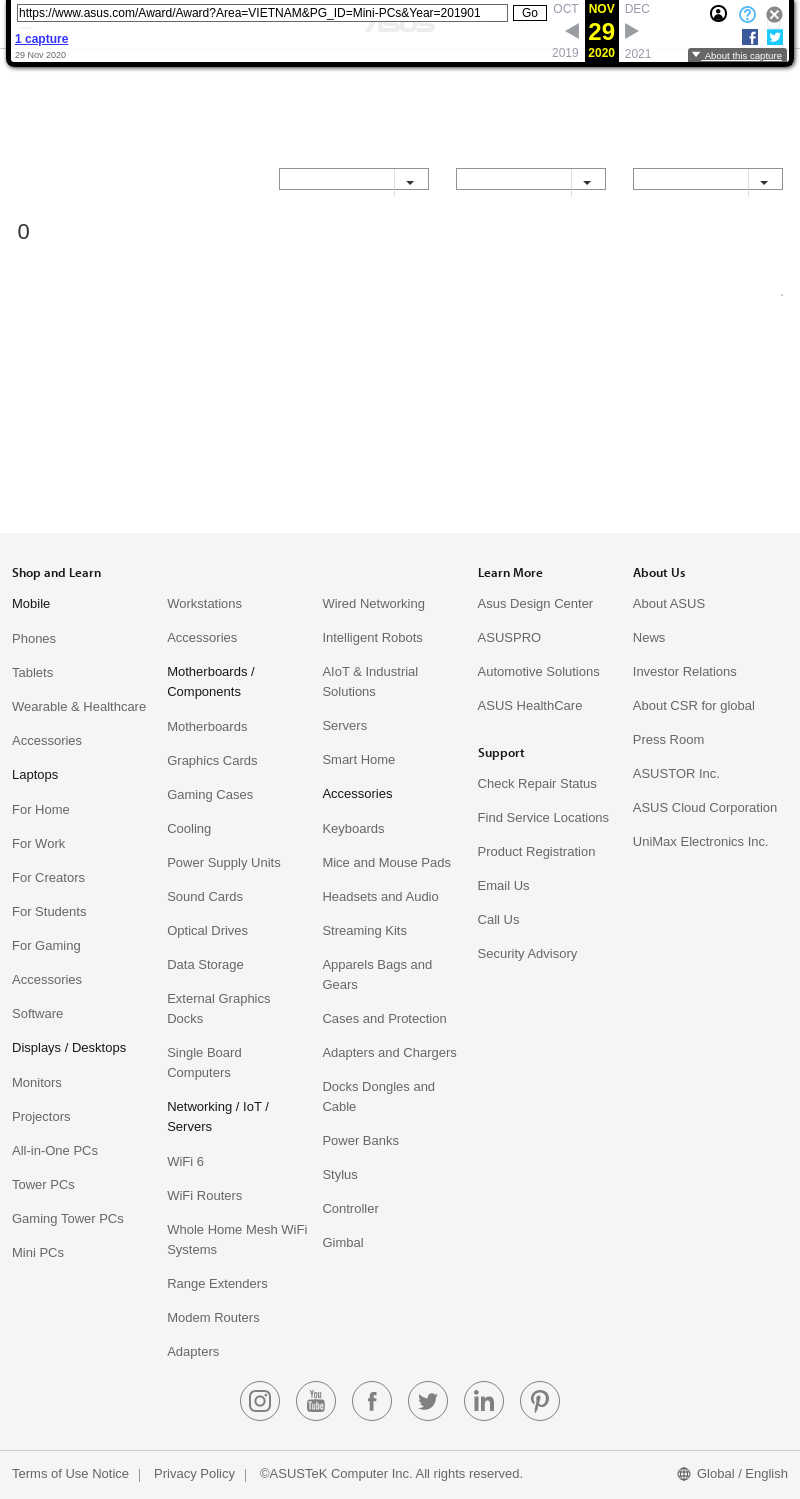 https://www.asus.com/Award/Award?Area=VIETNAM&PG_ID=Mini-PCs&Year=201901
Go
OCT
NOV
DEC
1 capture
29
29 Nov 2020
2019
2020
2021
About this capture
ASUS
0
Shop and Learn
Mobile
Phones
Tablets
Wearable & Healthcare
Accessories
Laptops
For Home
For Work
For Creators
For Students
For Gaming
Accessories
Software
Displays / Desktops
Monitors
Projectors
All-in-One PCs
Tower PCs
Gaming Tower PCs
Mini PCs
Workstations
Accessories
Motherboards /
Components
Motherboards
Graphics Cards
Gaming Cases
Cooling
Power Supply Units
Sound Cards
Optical Drives
Data Storage
External Graphics
Docks
Single Board
Computers
Networking / IoT /
Servers
WiFi 6
WiFi Routers
Whole Home Mesh WiFi
Systems
Range Extenders
Modem Routers
Adapters
Wired Networking
Intelligent Robots
AIoT & Industrial
Solutions
Servers
Smart Home
Accessories
Keyboards
Mice and Mouse Pads
Headsets and Audio
Streaming Kits
Apparels Bags and
Gears
Cases and Protection
Adapters and Chargers
Docks Dongles and
Cable
Power Banks
Stylus
Controller
Gimbal
Learn More
Asus Design Center
ASUSPRO
Automotive Solutions
ASUS HealthCare
Support
Check Repair Status
Find Service Locations
Product Registration
Email Us
Call Us
Security Advisory
About Us
About ASUS
News
Investor Relations
About CSR for global
Press Room
ASUSTOR Inc.
ASUS Cloud Corporation
UniMax Electronics Inc.
You
Tube
Terms of Use Notice
Privacy Policy
©ASUSTeK Computer Inc. All rights reserved.
Global / English